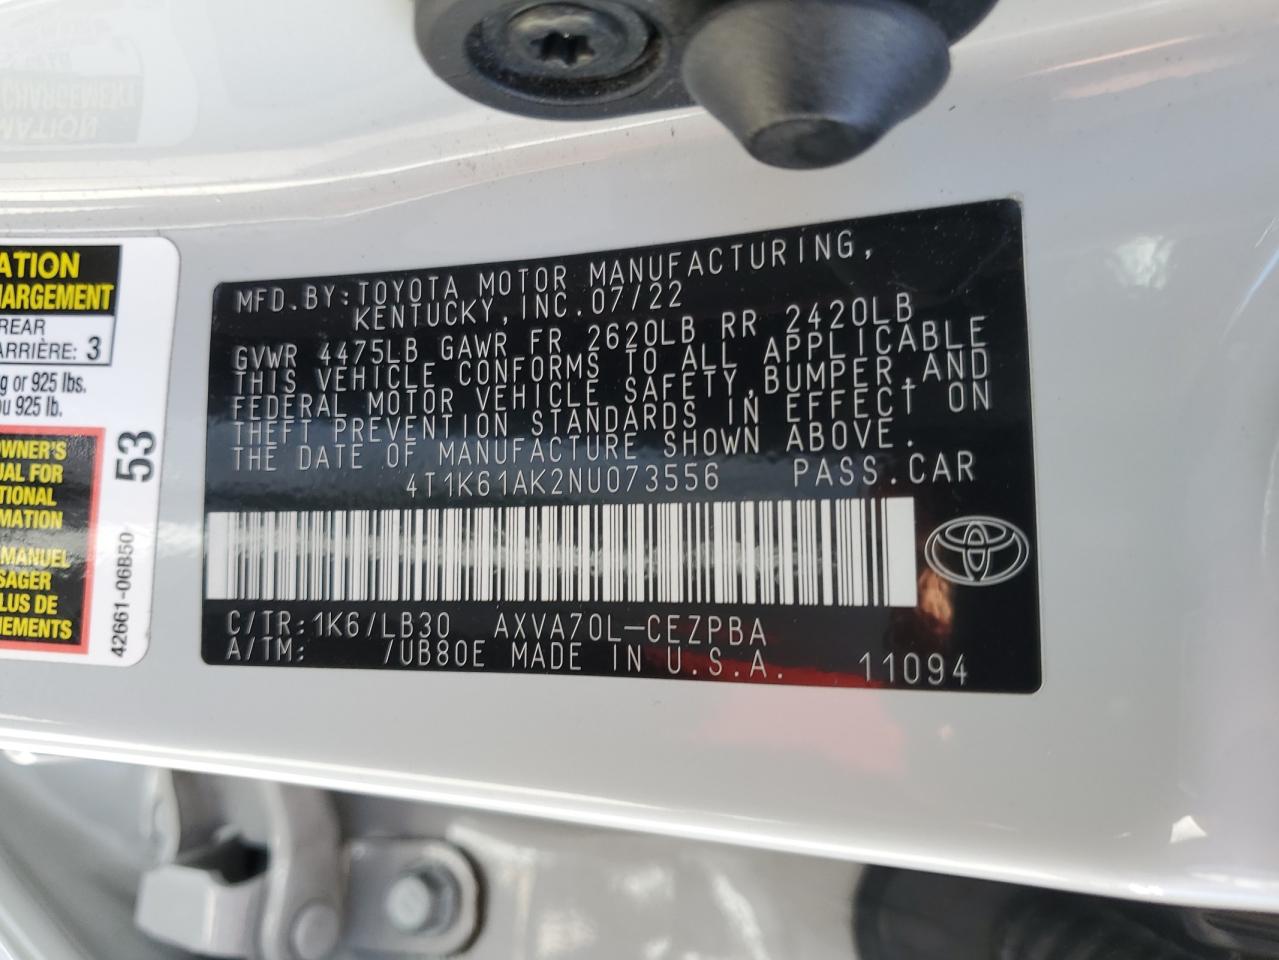 ATION
HARGEMENT
REAR
ARRIÈRE: 3
g or 925 lbs.
u 925 lb.
OWNER'S
UAL FOR
TIONAL
MATION
MANUEL
SAGER
LUS DE
NEMENTS
53
42661-06B50
MFD.BY:TOYOTA MOTOR MANUFACTURING,
KENTUCKY, INC.07/22
GVWR 4475LB GAWR FR 2620LB RR 2420LB
THIS VEHICLE CONFORMS TO ALL APPLICABLE
FEDERAL MOTOR VEHICLE SAFETY,BUMPER,AND
THEFT PREVENTION STANDARDS IN EFFECT ON
THE DATE OF MANUFACTURE SHOWN ABOVE.
4T1K61AK2NU073556 PASS.CAR
C/TR:1K6/LB30 AXVA70L-CEZPBA
A/TM: /UB80E MADE IN U.S.A. 11094